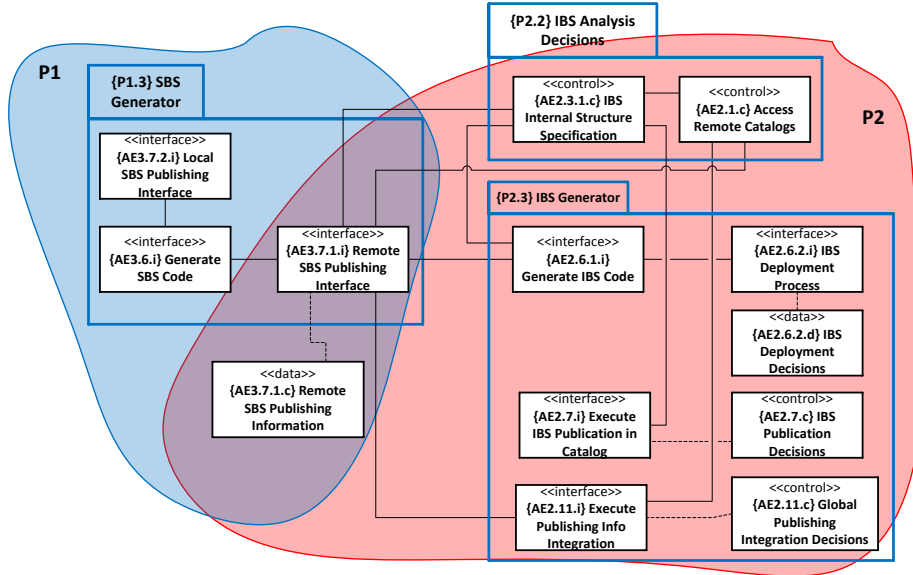 P1
{P1.3} SBS
Generator
<<interface>>
{AE3.7.2.i} Local
SBS Publishing
Interface
<<interface>>
{AE3.6.i} Generate
SBS Code
<<interface>>
{AE3.7.1.i} Remote
SBS Publishing
Interface
<<data>>
{AE3.7.1.c} Remote
SBS Publishing
Information
{P2.2} IBS Analysis
Decisions
<<control>>
{AE2.3.1.c} IBS
Internal Structure
Specification
<<control>>
{AE2.1.c} Access
Remote Catalogs
P2
{P2.3} IBS Generator
<<interface>>
{AE2.6.1.i}
Generate IBS Code
<<interface>>
{AE2.6.2.i} IBS
Deployment
Process
<<data>>
{AE2.6.2.d} IBS
Deployment
Decisions
<<interface>>
{AE2.7.i} Execute
IBS Publication in
Catalog
<<control>>
{AE2.7.c} IBS
Publication
Decisions
<<interface>>
{AE2.11.i} Execute
Publishing Info
Integration
<<control>>
{AE2.11.c} Global
Publishing
Integration Decisions